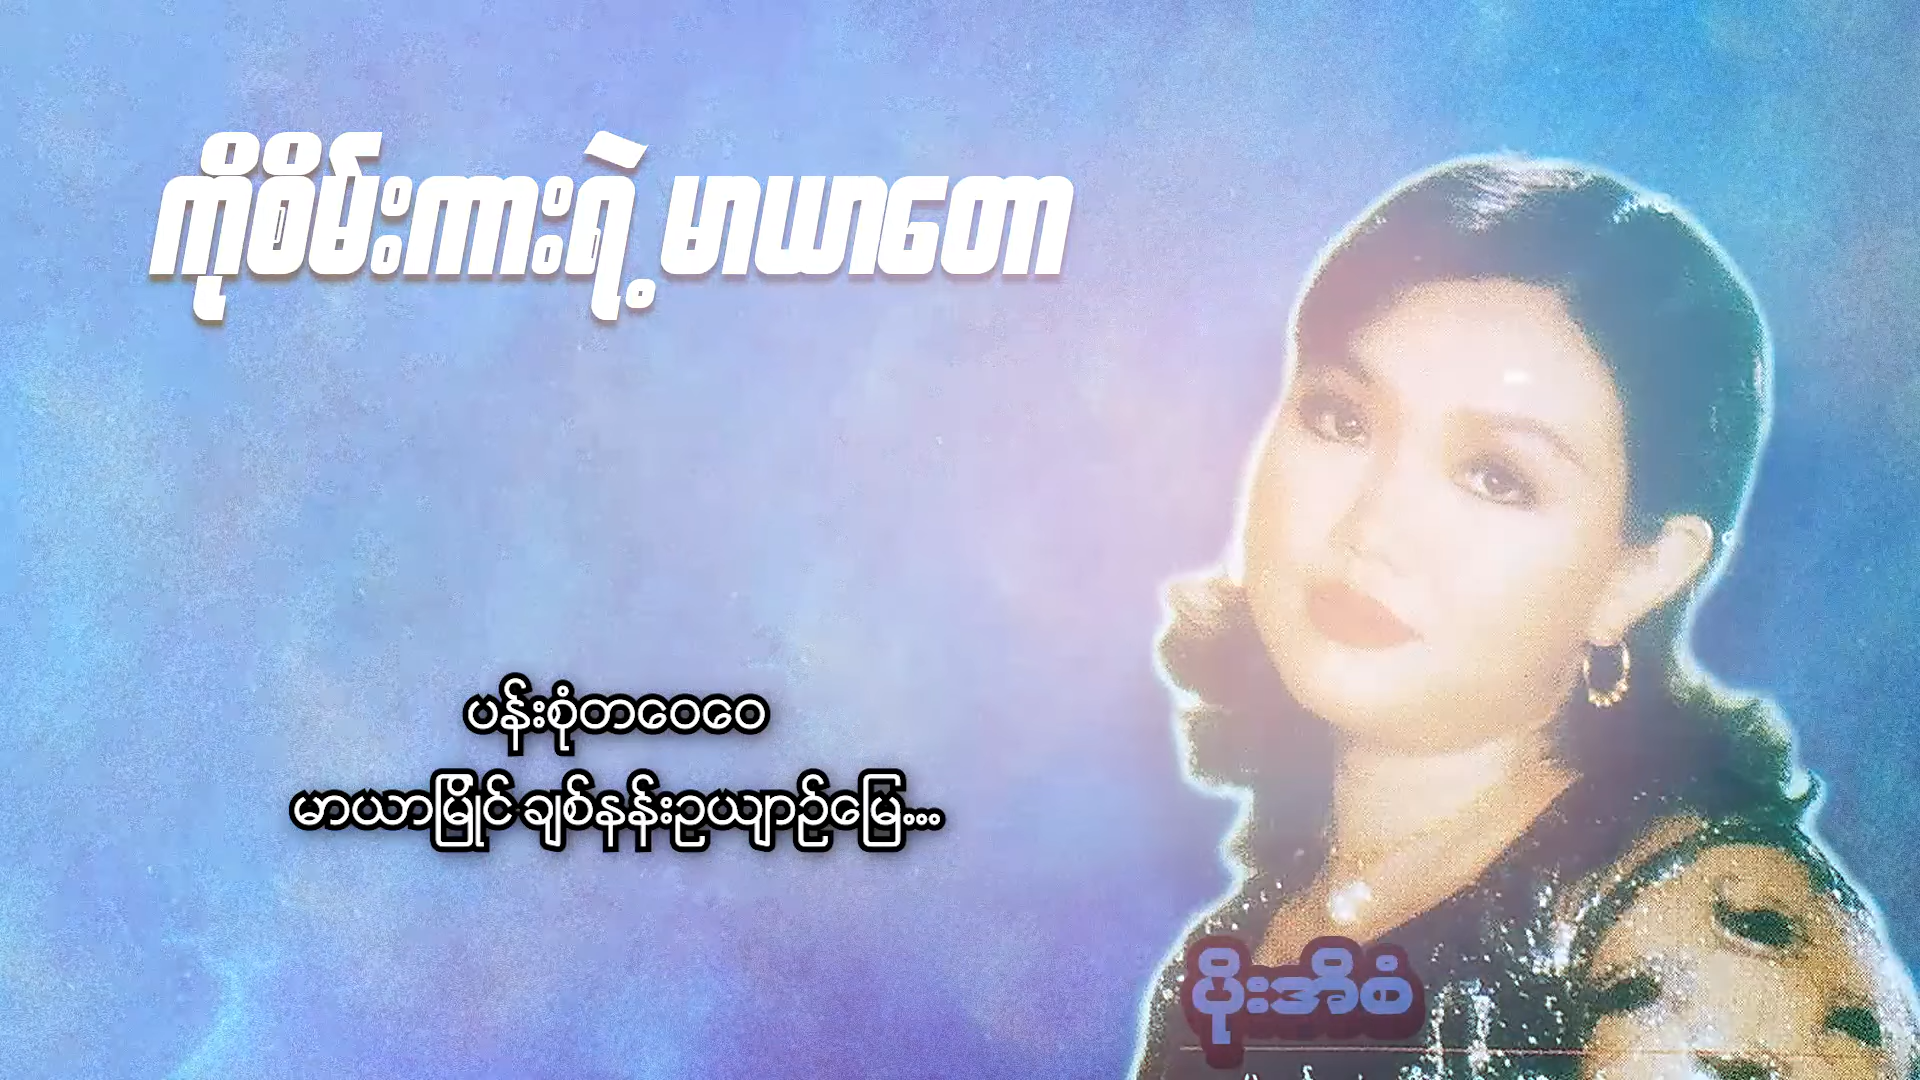 ကိုစိမ်းကားရဲ့ မာယာတော
ပန်းစုံတဝေဝေ
မာယာမြိုင် ချစ်နန်းဥယျာဉ်မြေ...
ပိုးအိစံ